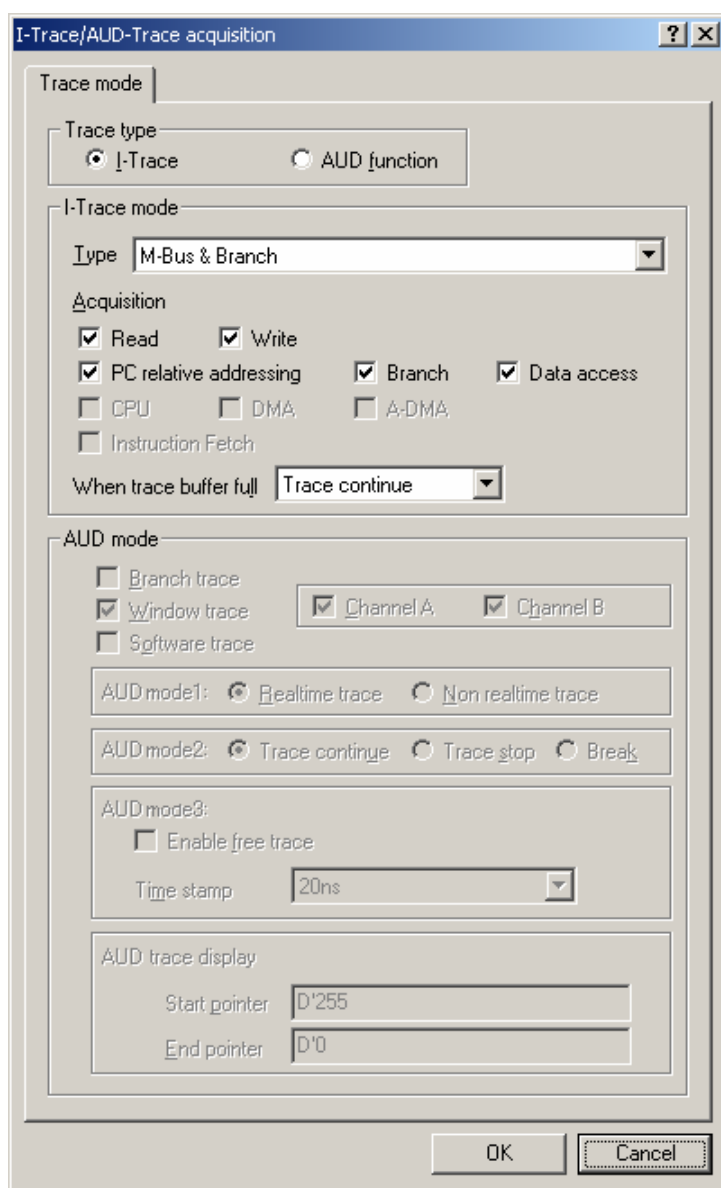 I-Trace/AUD-Trace acquisition
Trace mode
Trace type
I-Trace AUD function
I-Trace mode
Type M-Bus & Branch
Acquisition
Read Write
PC relative addressing Branch Data access
CPU DMA A-DMA
Instruction Fetch
When trace buffer full Trace continue
AUD mode
Branch trace
Window trace Channel A Channel B
Software trace
AUD mode1: Realtime trace Non realtime trace
AUD mode2: Trace continue Trace stop Break
AUD mode3:
Enable free trace
Time stamp 20ns
AUD trace display
Start pointer D'255
End pointer D'0
OK Cancel